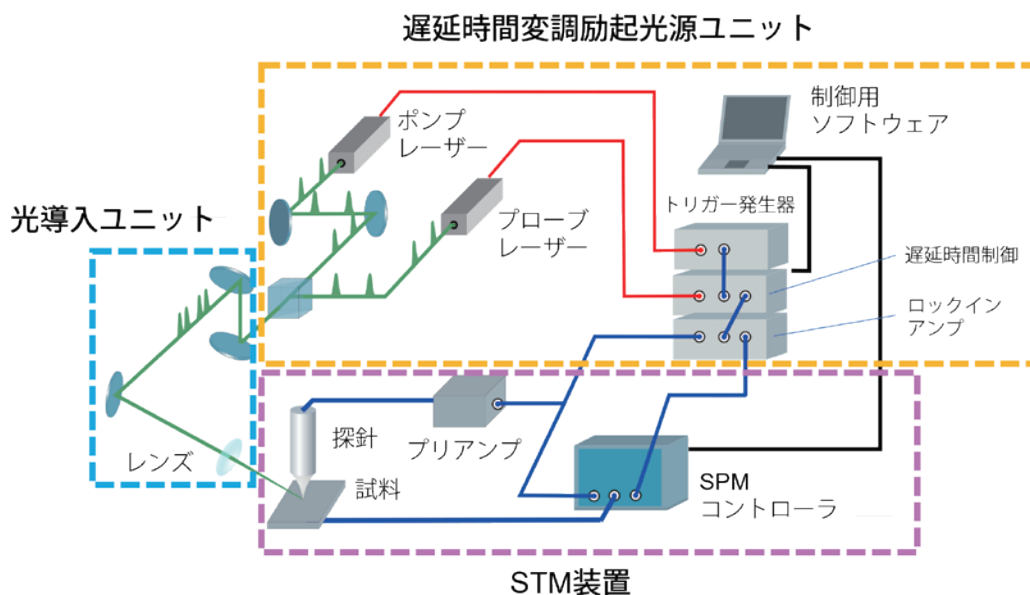 遅延時間変調励起光源ユニット
ポンプ
レーザー
制御用
ソフトウェア
プローブ
レーザー
トリガー発生器
光導入ユニット
遅延時間制御
ロックイン
アンプ
レンズ
探針
試料
プリアンプ
SPM
コントローラ
STM装置